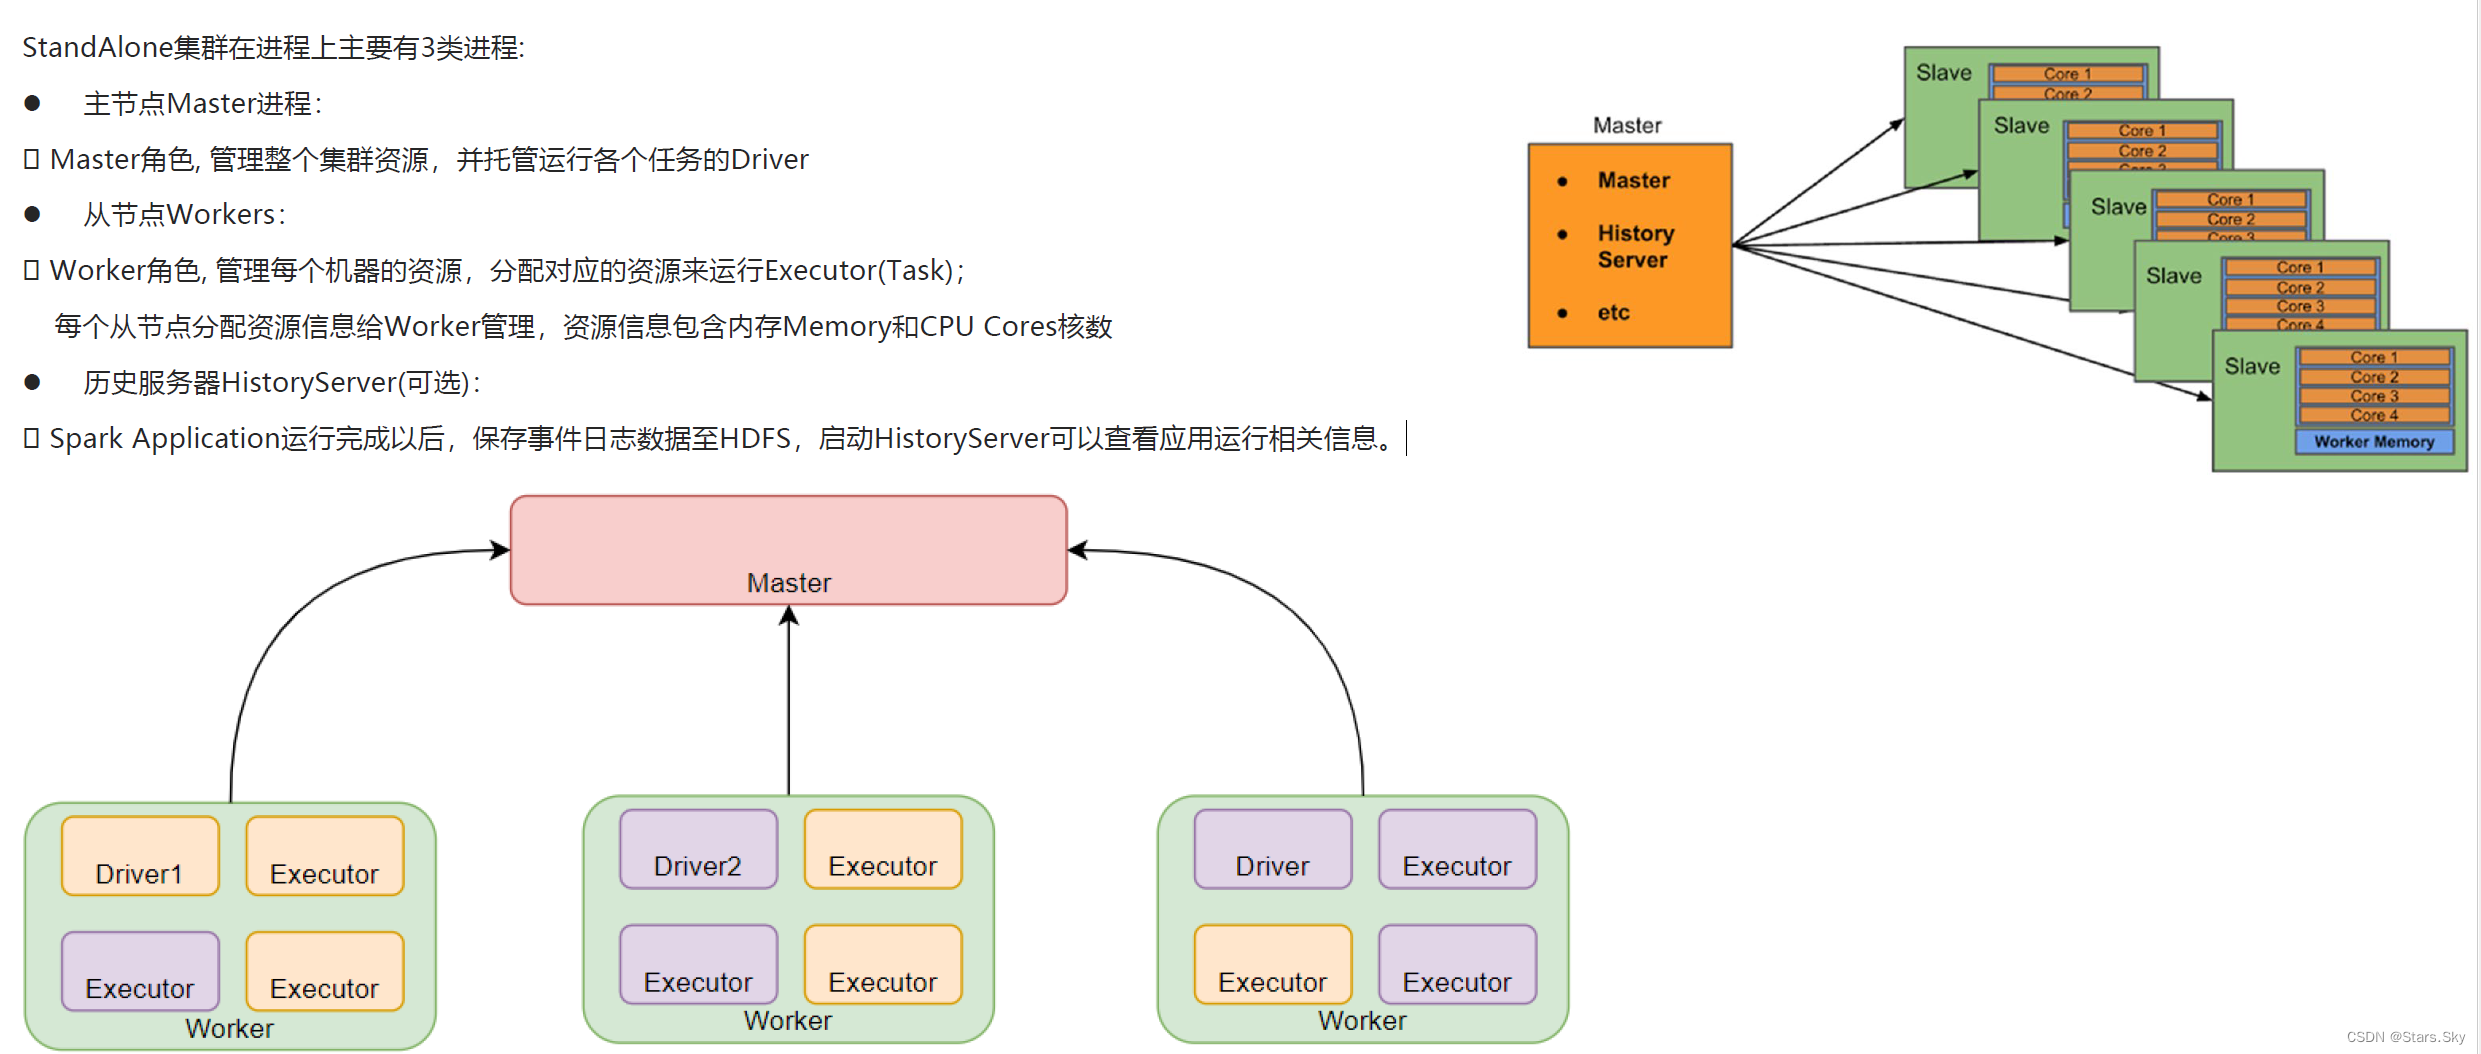 StandAlone集群在进程上主要有3类进程:
● 主节点Master进程：
Master角色, 管理整个集群资源，并托管运行各个任务的Driver
● 从节点Workers：
Worker角色, 管理每个机器的资源，分配对应的资源来运行Executor(Task)；
每个从节点分配资源信息给Worker管理，资源信息包含内存Memory和CPU Cores核数
● 历史服务器HistoryServer(可选)：
Spark Application运行完成以后，保存事件日志数据至HDFS，启动HistoryServer可以查看应用运行相关信息。
Master
● Master
● History
Server
● etc
Slave
Core 1
Core 2
Slave
Core 1
Core 2
Core 3
Slave
Core 1
Core 2
Core 3
Slave
Core 1
Core 2
Core 3
Core 4
Slave
Core 1
Core 2
Core 3
Core 4
Worker Memory
Master
Driver1
Executor
Executor
Executor
Worker
Driver2
Executor
Executor
Executor
Worker
Driver
Executor
Executor
Executor
Worker
CSDN @Stars.Sky